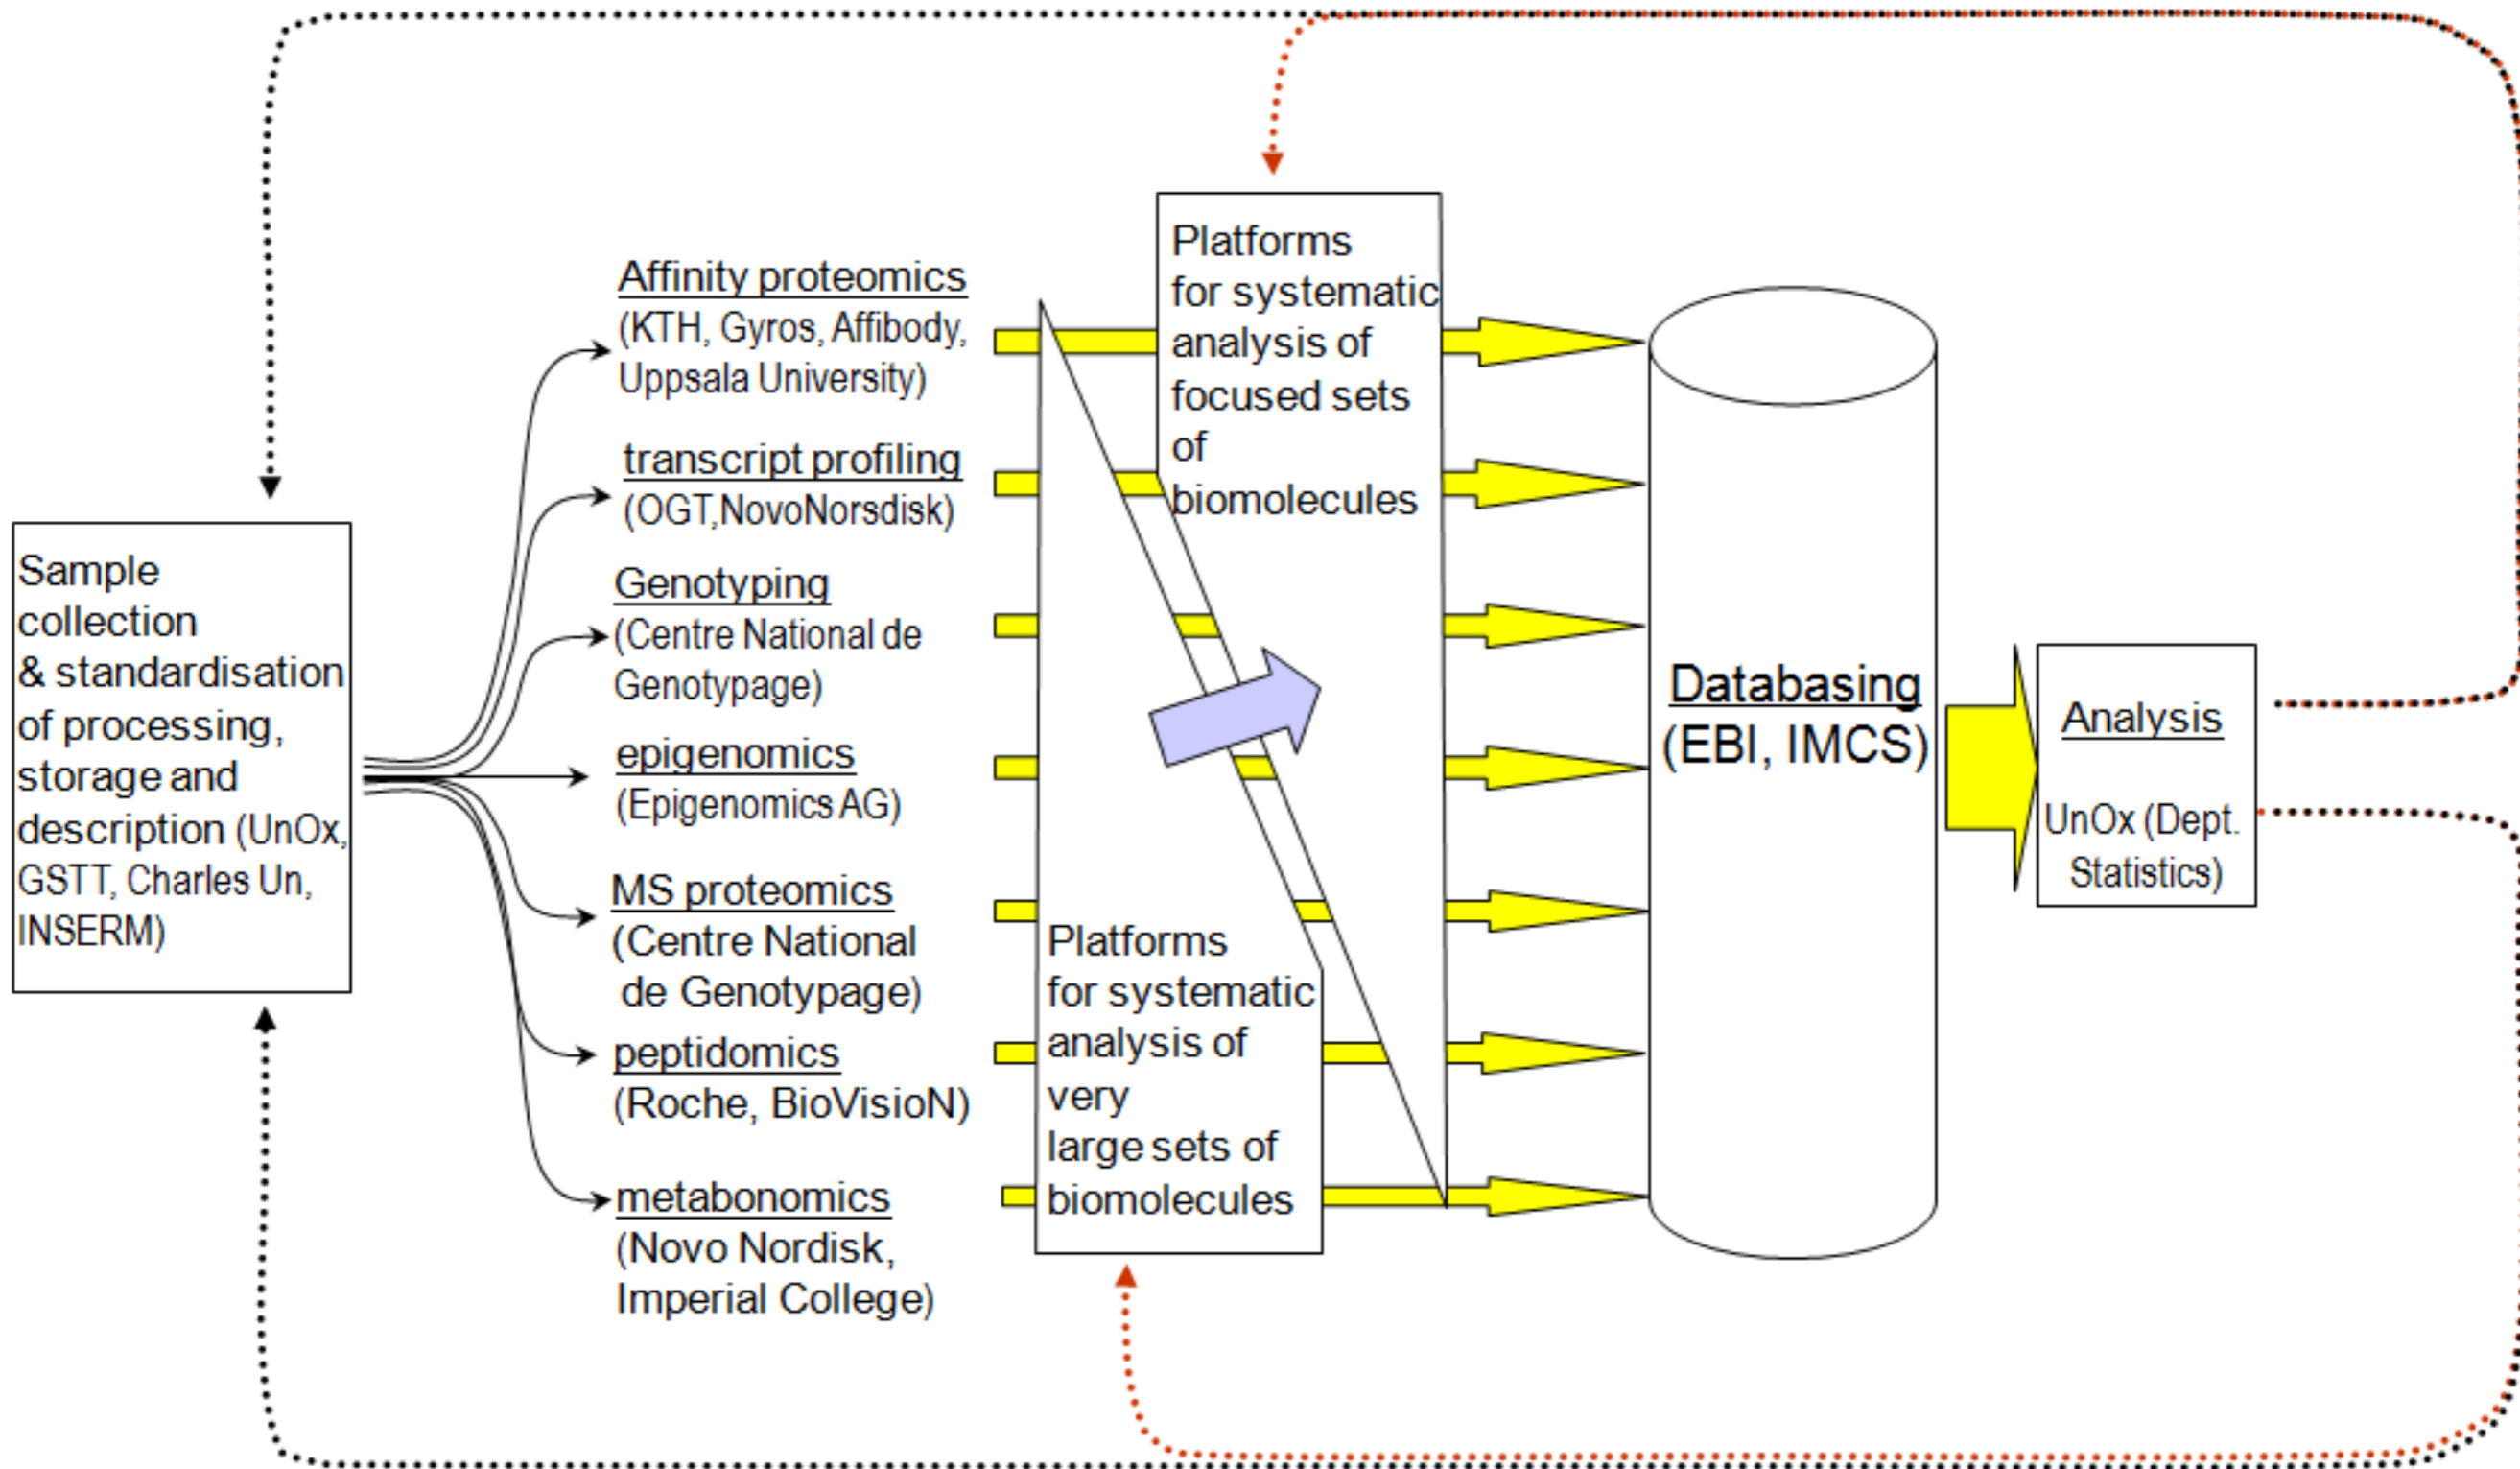 Sample
collection
& standardisation
of processing,
storage and
description (UnOx,
GSTT, Charles Un,
INSERM)
Affinity proteomics
(KTH, Gyros, Affibody,
Uppsala University)
transcript profiling
(OGT,NovoNorsdisk)
Genotyping
(Centre National de
Genotypage)
epigenomics
(Epigenomics AG)
MS proteomics
(Centre National
de Genotypage)
peptidomics
(Roche, BioVisioN)
metabonomics
(Novo Nordisk,
Imperial College)
Platforms
for systematic
analysis of
focused sets
of
biomolecules
Platforms
for systematic
analysis of
very
large sets of
biomolecules
Databasing
(EBI, IMCS)
Analysis
UnOx (Dept.
Statistics)